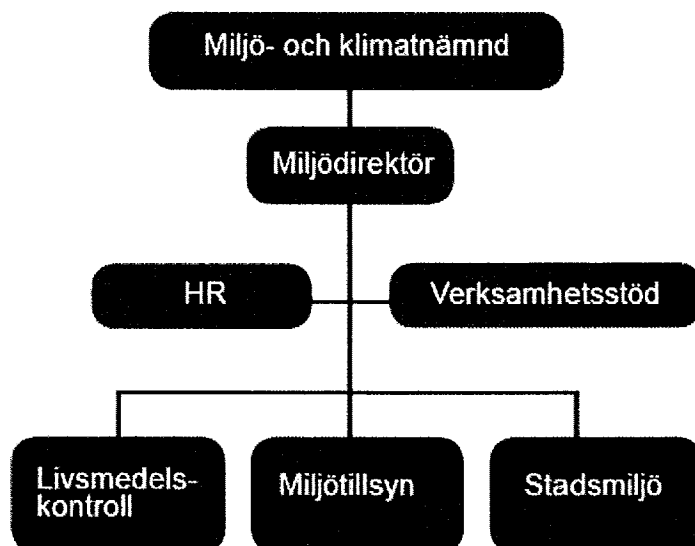 Miljö- och klimatnämnd
Miljödirektör
HR
Verksamhetsstöd
Livsmedels-
kontroll
Miljötillsyn
Stadsmiljö